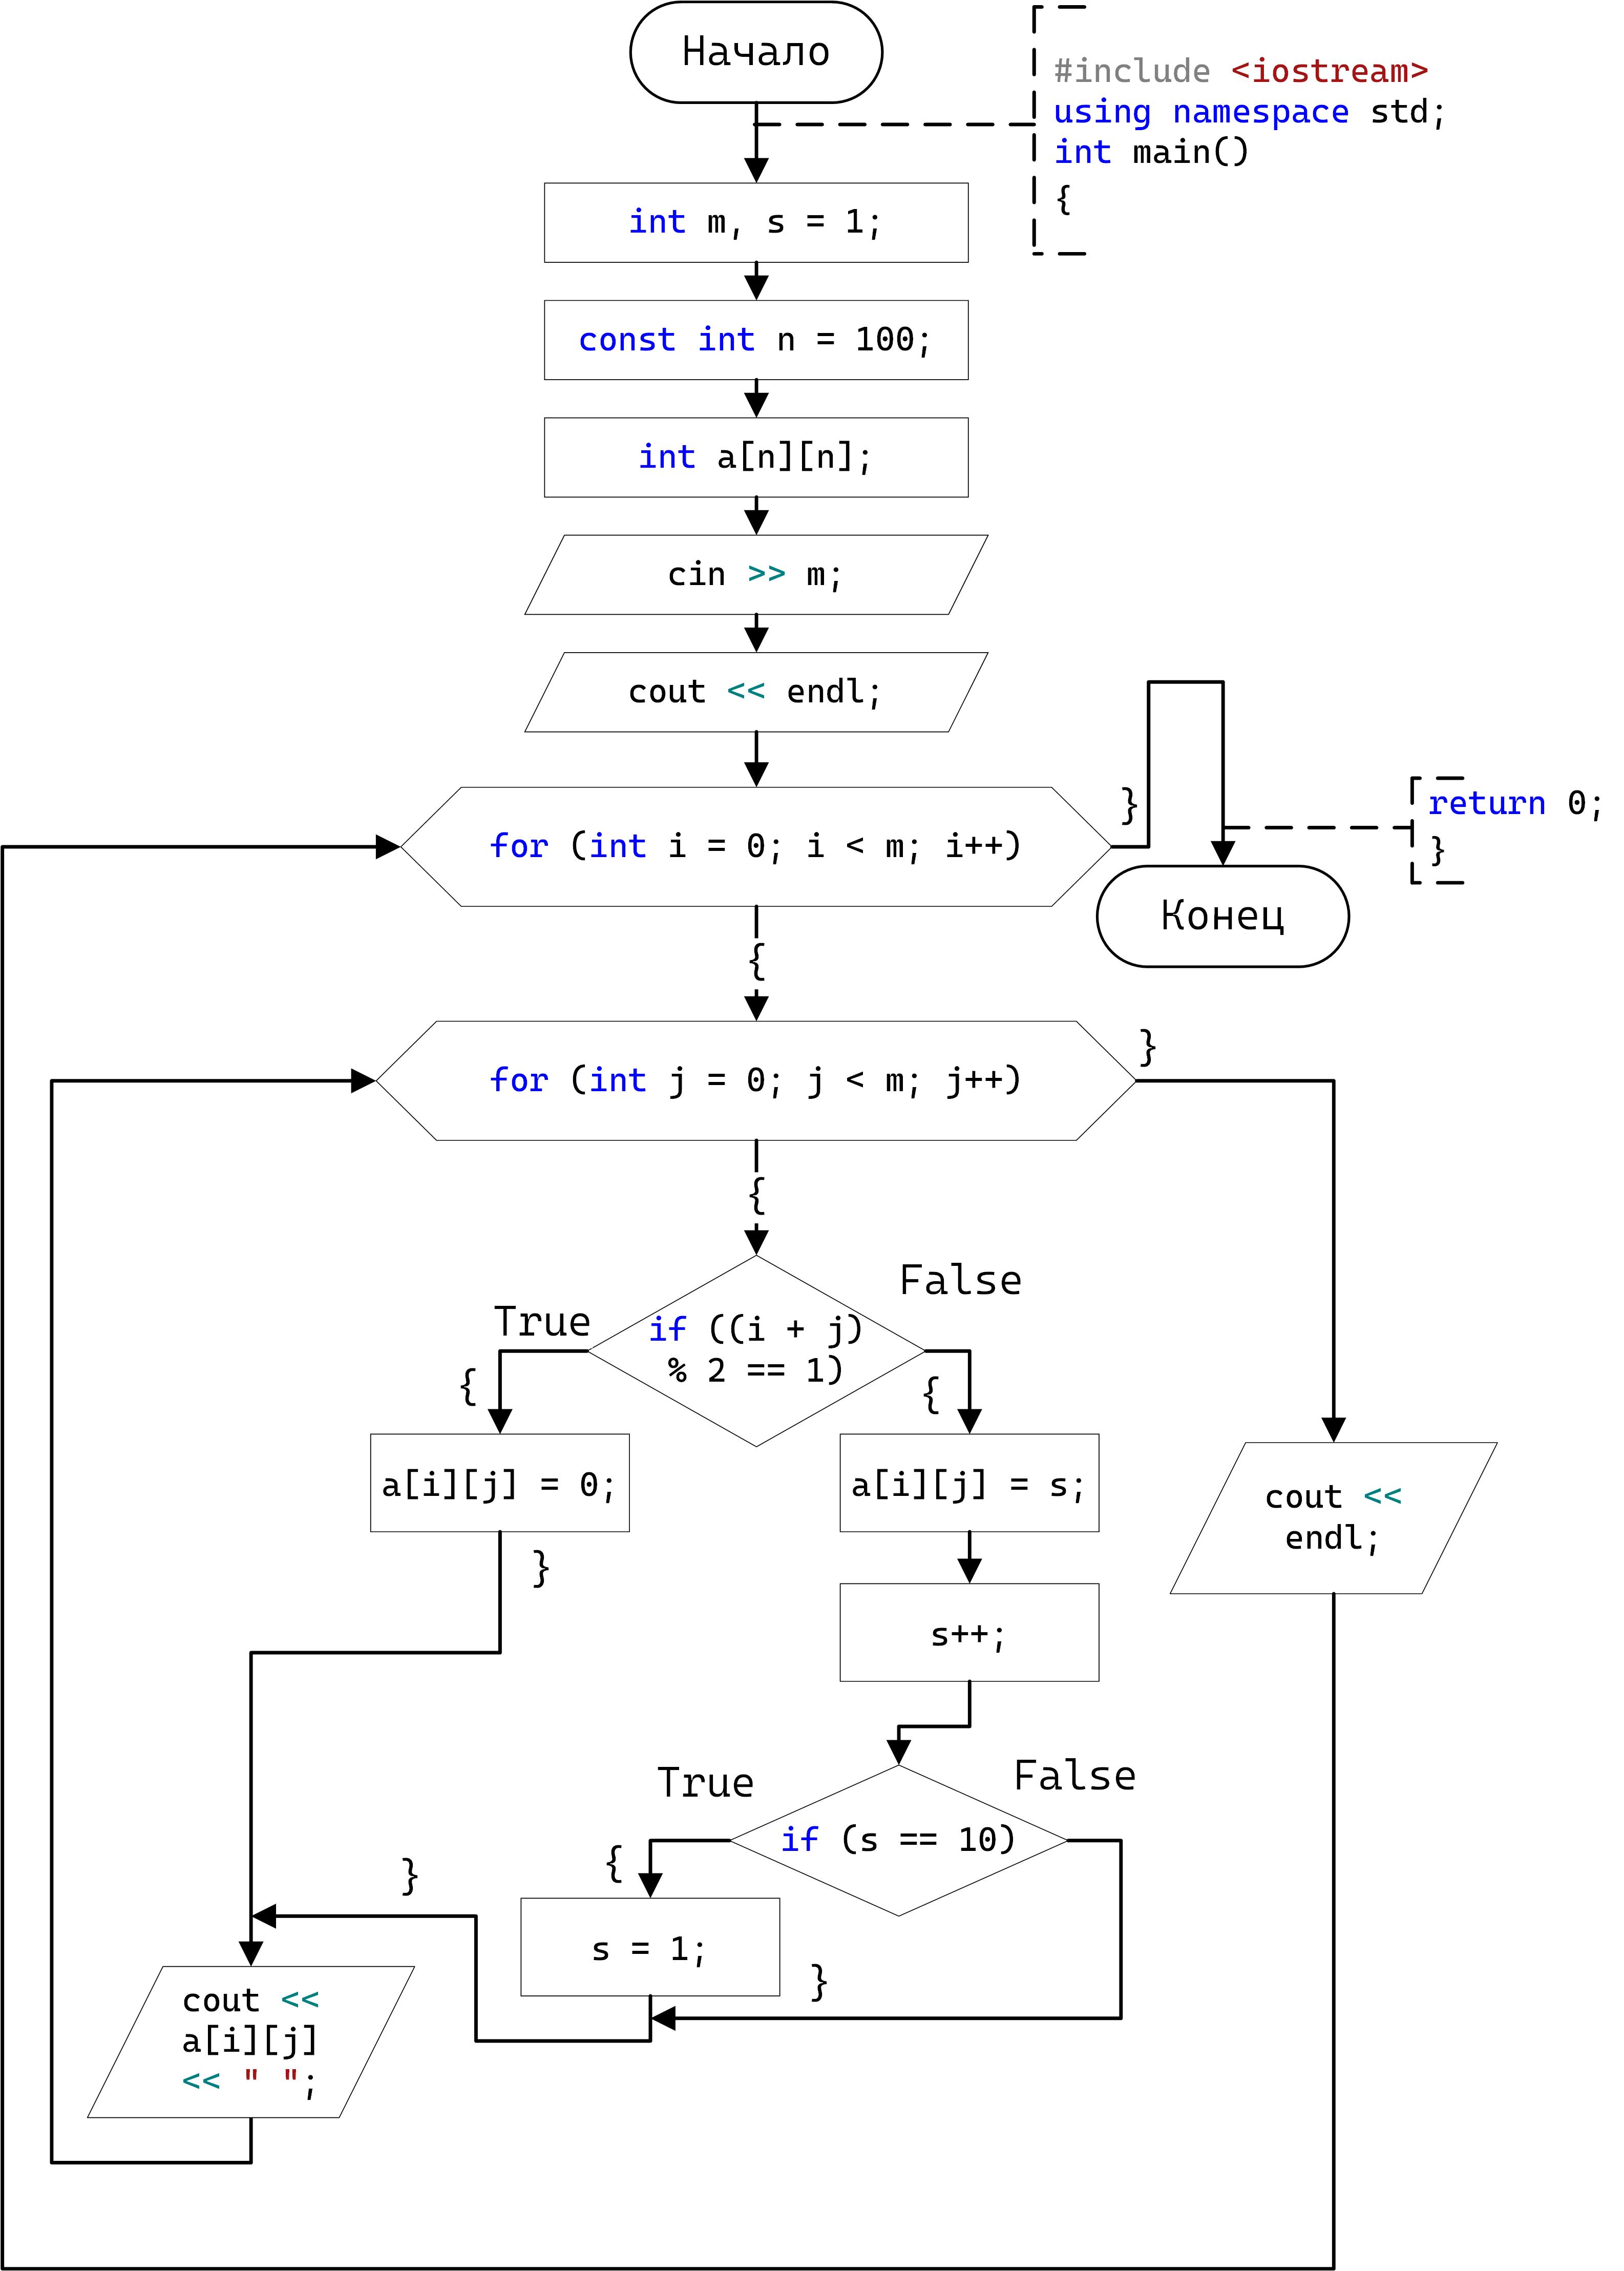 Начало
#include <iostream>
using namespace std;
int main()
{
int m, s = 1;
const int n = 100;
int a[n][n];
cin >> m;
cout << endl;
for (int i = 0; i < m; i++)
}
return 0;
}
Конец
{
for (int j = 0; j < m; j++)
}
{
True
False
if ((i + j)
% 2 == 1)
{
{
a[i][j] = 0;
a[i][j] = s;
cout <<
endl;
}
s++;
True
False
if (s == 10)
{
}
s = 1;
}
cout <<
a[i][j]
<< " ";